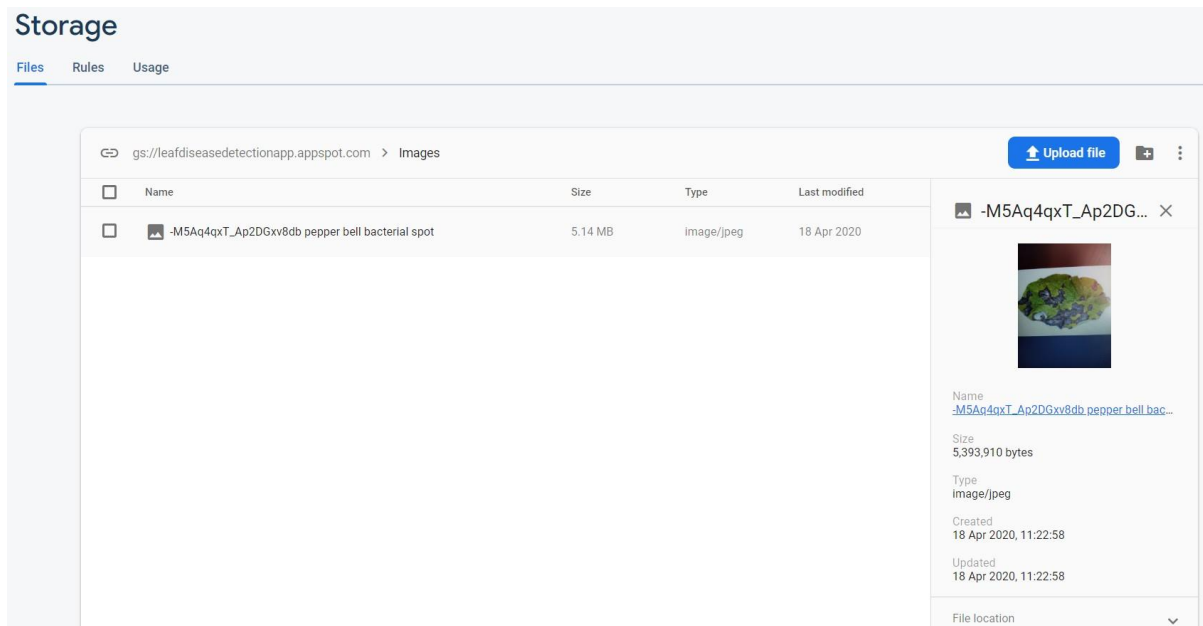 Storage
Files Rules Usage
gs://leafdiseasedetectionapp.appspot.com > Images
Upload file
Name Size Type Last modified
-M5Aq4qxT_Ap2DGxv8db pepper bell bacterial spot 5.14 MB image/jpeg 18 Apr 2020
-M5Aq4qxT_Ap2DG...
Name
-M5Aq4qxT_Ap2DGxv8db pepper bell bac...
Size
5,393,910 bytes
Type
image/jpeg
Created
18 Apr 2020, 11:22:58
Updated
18 Apr 2020, 11:22:58
File location